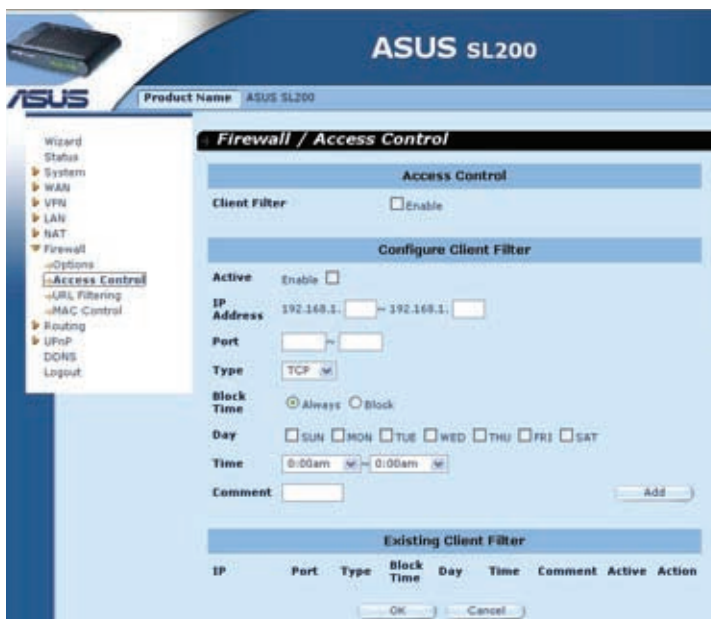 ASUS SL200
ASUS
Product Name ASUS SL200
Wizard
Status
System
WAN
VPN
LAN
NAT
Firewall
Options
Access Control
URL Filtering
MAC Control
Routing
UPnP
DDNS
Logout
Firewall / Access Control
Access Control
Client Filter Enable
Configure Client Filter
Active Enable
IP Address 192.168.1. ~ 192.168.1.
Port ~
Type TCP
Block Time Always Block
Day SUN MON TUE WED THU FRI SAT
Time 0:00am ~ 0:00am
Comment Add
Existing Client Filter
IP Port Type Block Time Day Time Comment Active Action
OK Cancel